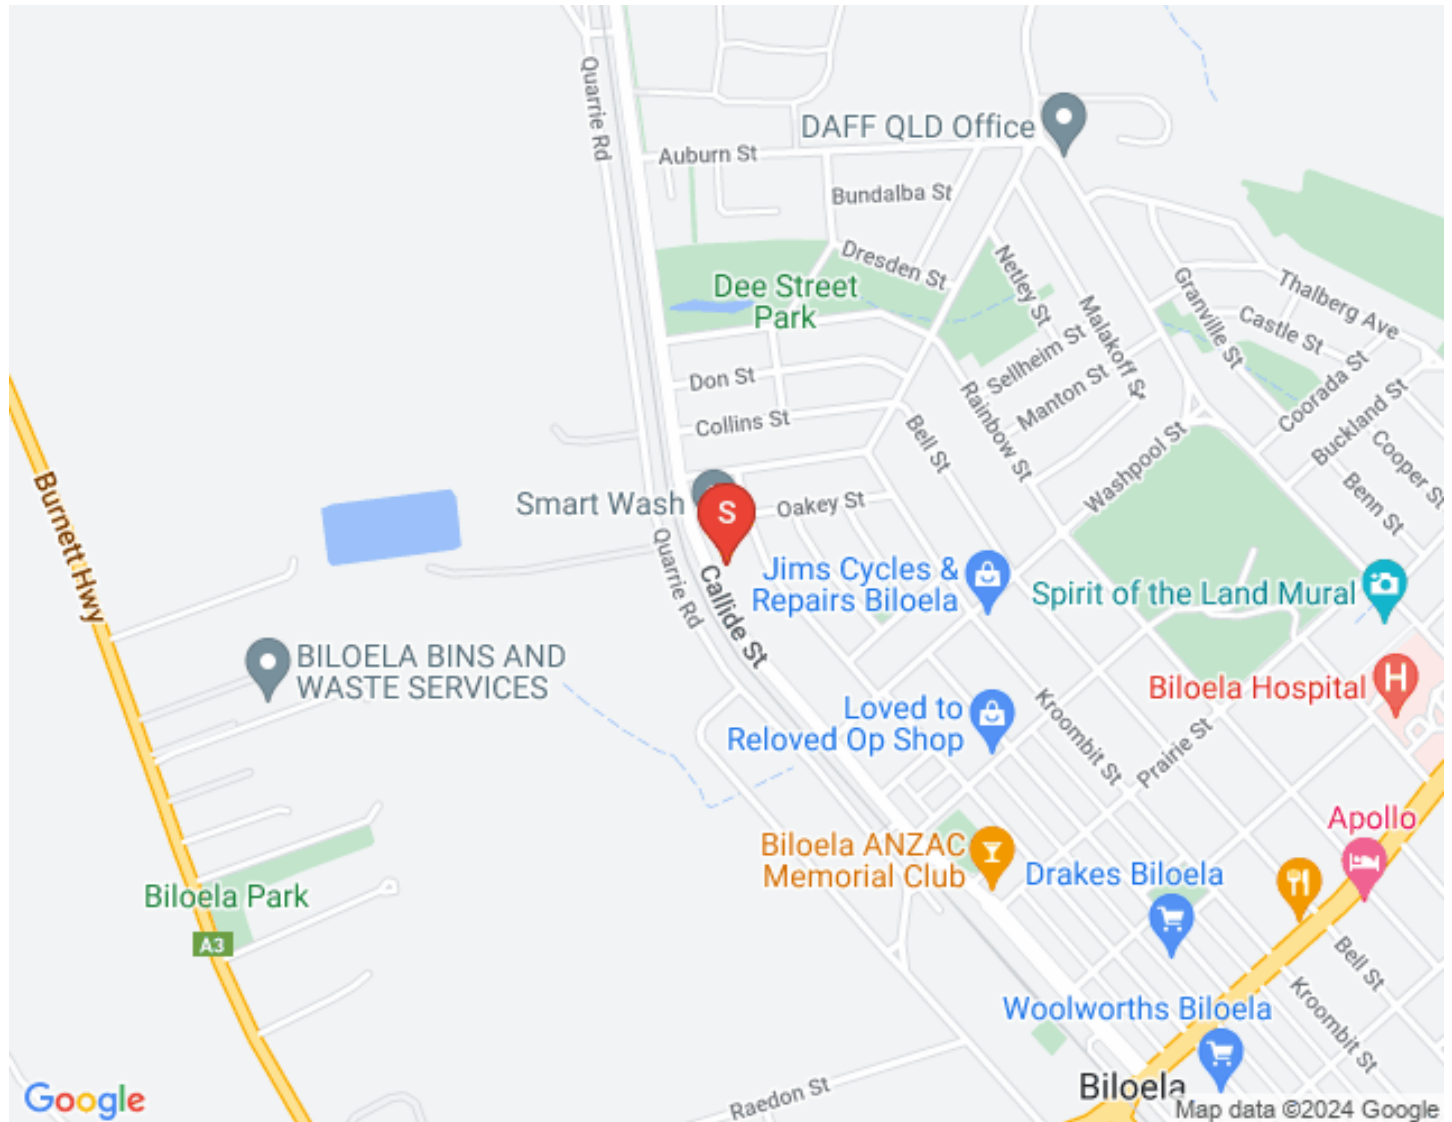 Quarrie Rd
DAFF QLD Office
Auburn St
Bundalba St
Dresden St
Netley St
Dee Street
Park
Thalberg Ave
Granville St
Castle St
Malakoff St
Sellheim St
Don St
Manton St
Coorada St
Rainbow St
Buckland St
Collins St
Bell St
Washpool St
Cooper St
Benn St
Burnett Hwy
Smart Wash
S
Oakey St
Quarrie Rd
Callide St
Jims Cycles &
Repairs Biloela
Spirit of the Land Mural
BILOELA BINS AND
WASTE SERVICES
Biloela Hospital
H
Loved to
Reloved Op Shop
Kroombit St
Prairie St
Apollo
Biloela ANZAC
Memorial Club
Drakes Biloela
Biloela Park
A3
Bell St
Woolworths Biloela
Kroombit St
Biloela
Raedon St
Google
Map data ©2024 Google